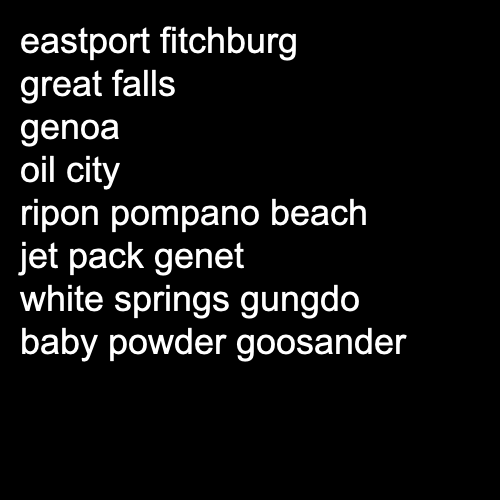 eastport fitchburg
great falls
genoa
oil city
ripon pompano beach
jet pack genet
white springs gungdo
baby powder goosander